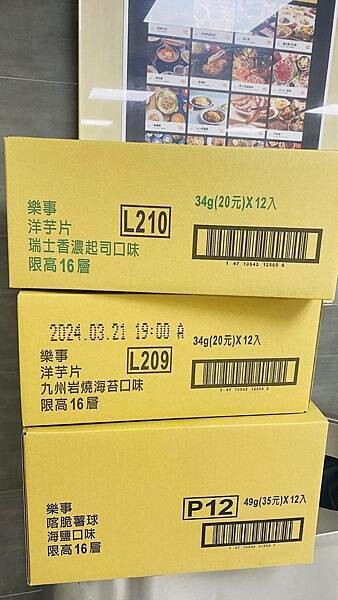 樂事
洋芋片
瑞士香濃起司口味
限高16層
L210
34g(20元)X12入
2024.03.21 19:00 A
樂事
洋芋片
九州岩燒海苔口味
限高16層
L209
34g(20元)X12入
樂事
喀脆薯球
海鹽口味
限高16層
P12
49g(35元)X12入